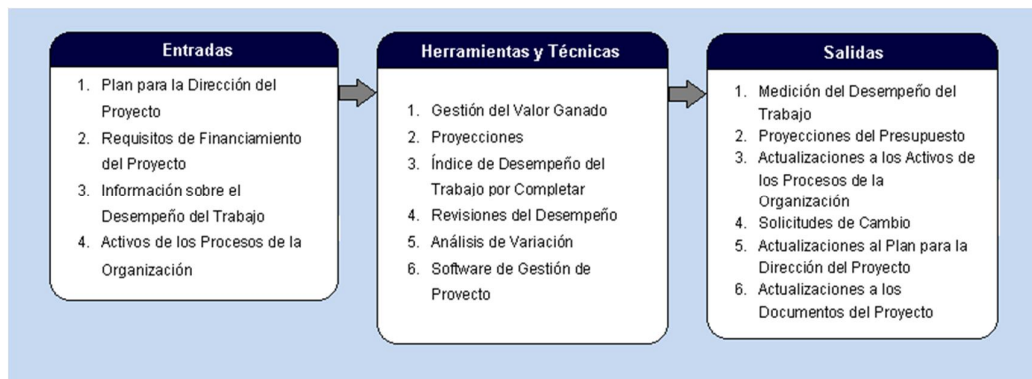 Entradas
1. Plan para la Dirección del
Proyecto
2. Requisitos de Financiamiento
del Proyecto
3. Información sobre el
Desempeño del Trabajo
4. Activos de los Procesos de la
Organización
Herramientas y Técnicas
1. Gestión del Valor Ganado
2. Proyecciones
3. Índice de Desempeño del
Trabajo por Completar
4. Revisiones del Desempeño
5. Análisis de Variación
6. Software de Gestión de
Proyecto
Salidas
1. Medición del Desempeño del
Trabajo
2. Proyecciones del Presupuesto
3. Actualizaciones a los Activos de
los Procesos de la
Organización
4. Solicitudes de Cambio
5. Actualizaciones al Plan para la
Dirección del Proyecto
6. Actualizaciones a los
Documentos del Proyecto